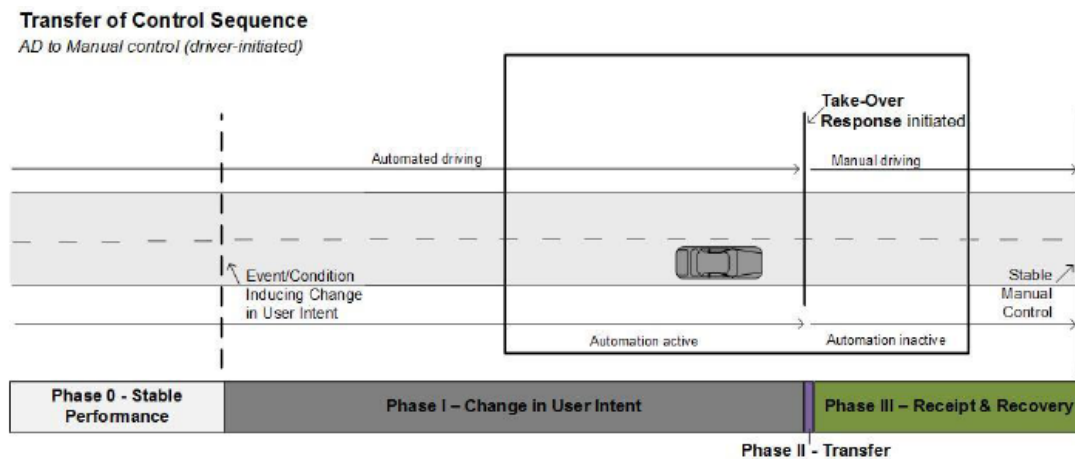 Transfer of Control Sequence
AD to Manual control (driver-initiated)
Take-Over
Response initiated
Automated driving
Manual driving
Event/Condition
Inducing Change
in User Intent
Stable
Manual
Control
Automation active
Automation inactive
Phase 0 - Stable
Performance
Phase I – Change in User Intent
Phase III – Receipt & Recovery
Phase II - Transfer